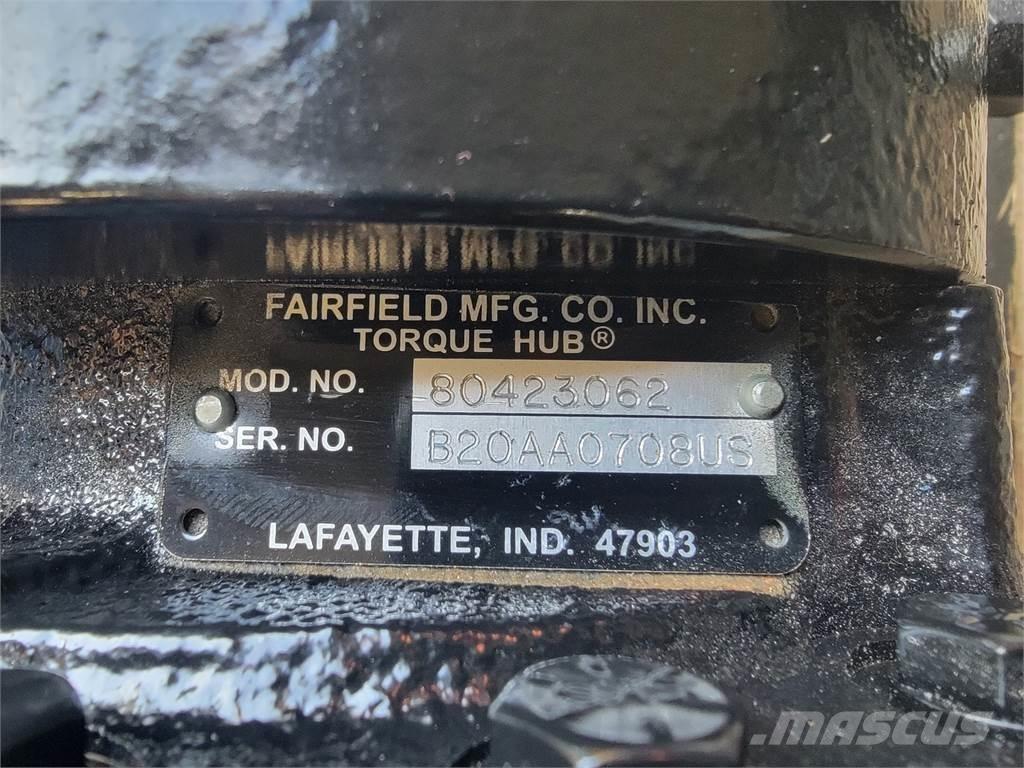 FAIRFIELD MFG. CO. INC.
TORQUE HUB®
MOD. NO. 80423062
SER. NO. B20AA0708US
LAFAYETTE, IND. 47903
MASCUS